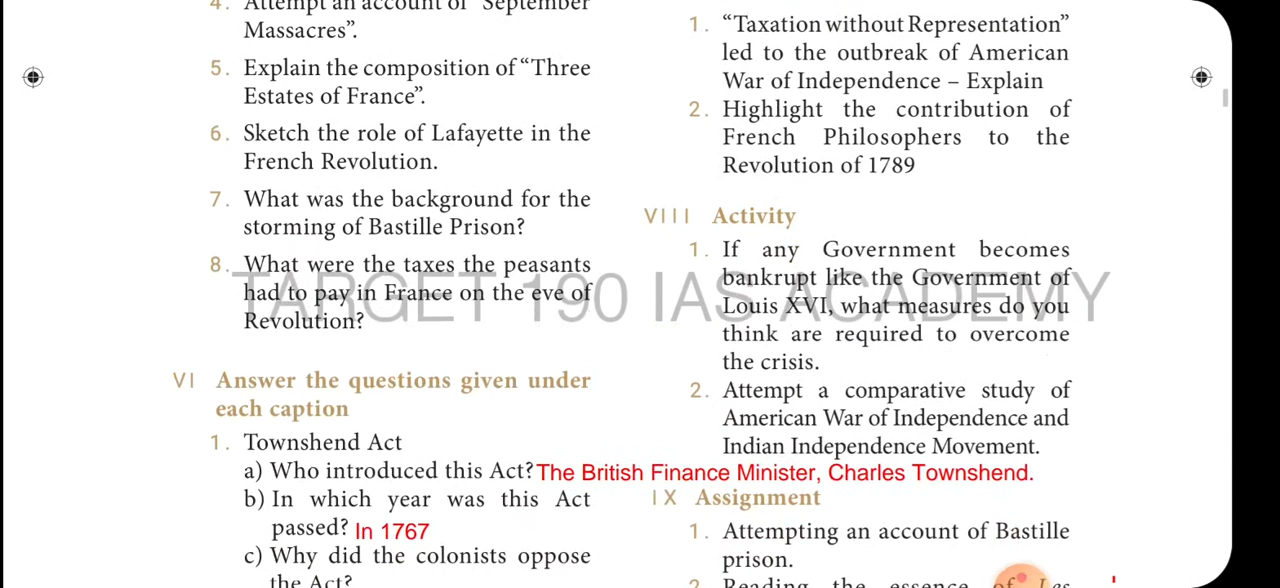 4. Attempt an account of "September
Massacres".
5. Explain the composition of "Three
Estates of France".
6. Sketch the role of Lafayette in the
French Revolution.
7. What was the background for the
storming of Bastille Prison?
8. What were the taxes the peasants
had to pay in France on the eve of
Revolution?
VI Answer the questions given under
each caption
1. Townshend Act
a) Who introduced this Act? The British Finance Minister, Charles Townshend.
b) In which year was this Act
passed? In 1767
c) Why did the colonists oppose
the Act?
1. "Taxation without Representation"
led to the outbreak of American
War of Independence – Explain
2. Highlight the contribution of
French Philosophers to the
Revolution of 1789
VIII Activity
1. If any Government becomes
bankrupt like the Government of
Louis XVI, what measures do you
think are required to overcome
the crisis.
2. Attempt a comparative study of
American War of Independence and
Indian Independence Movement.
IX Assignment
1. Attempting an account of Bastille
prison.
2. Reading the essence of Les
TARGET 190 IAS ACADEMY